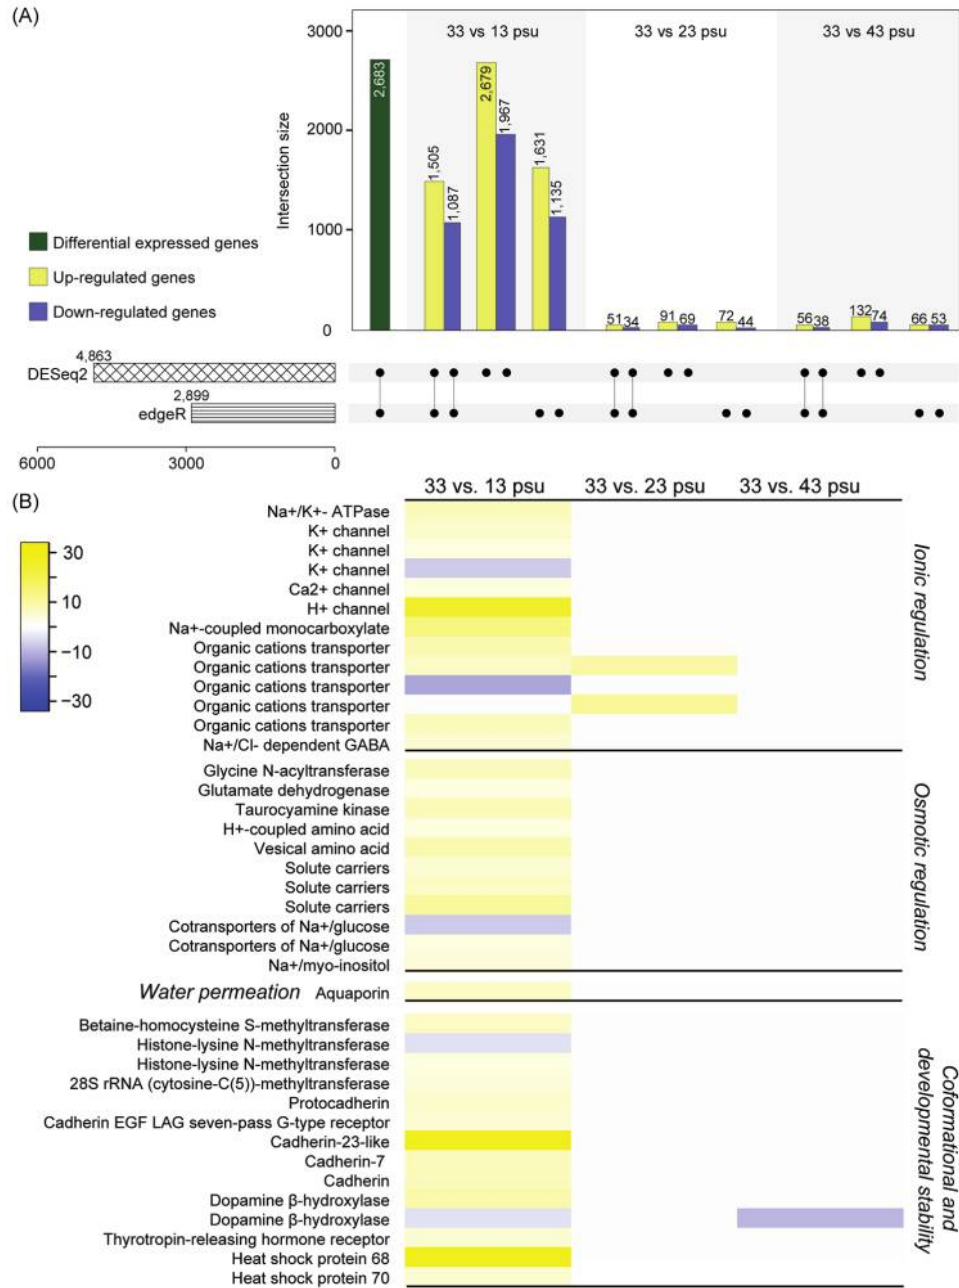 (A)
3000
2000
1000
0
Intersection size
33 vs 13 psu
33 vs 23 psu
33 vs 43 psu
2,683
1,505
1,087
2,679
1,967
1,631
1,135
51
34
91
69
72
44
56
38
132
74
66
53
Differential expressed genes
Up-regulated genes
Down-regulated genes
4,863
DESeq2
2,899
edgeR
6000
3000
0
(B)
33 vs. 13 psu
33 vs. 23 psu
33 vs. 43 psu
30
10
−10
−30
Na+/K+- ATPase
K+ channel
K+ channel
K+ channel
Ca2+ channel
H+ channel
Na+-coupled monocarboxylate
Organic cations transporter
Organic cations transporter
Organic cations transporter
Organic cations transporter
Organic cations transporter
Na+/Cl- dependent GABA
Ionic regulation
Glycine N-acyltransferase
Glutamate dehydrogenase
Taurocyamine kinase
H+-coupled amino acid
Vesical amino acid
Solute carriers
Solute carriers
Solute carriers
Cotransporters of Na+/glucose
Cotransporters of Na+/glucose
Na+/myo-inositol
Osmotic regulation
Water permeation Aquaporin
Betaine-homocysteine S-methyltransferase
Histone-lysine N-methyltransferase
Histone-lysine N-methyltransferase
28S rRNA (cytosine-C(5))-methyltransferase
Protocadherin
Cadherin EGF LAG seven-pass G-type receptor
Cadherin-23-like
Cadherin-7
Cadherin
Dopamine β-hydroxylase
Dopamine β-hydroxylase
Thyrotropin-releasing hormone receptor
Heat shock protein 68
Heat shock protein 70
Coformational and
developmental stability